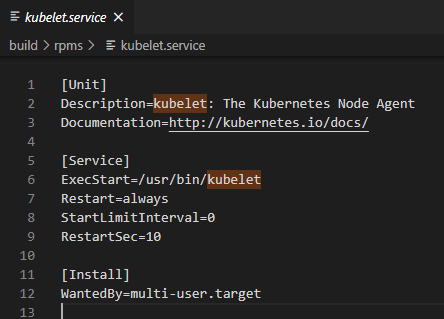 kubelet.service ×
build > rpms > kubelet.service
1 [Unit]
2 Description=kubelet: The Kubernetes Node Agent
3 Documentation=http://kubernetes.io/docs/
4
5 [Service]
6 ExecStart=/usr/bin/kubelet
7 Restart=always
8 StartLimitInterval=0
9 RestartSec=10
10
11 [Install]
12 WantedBy=multi-user.target
13